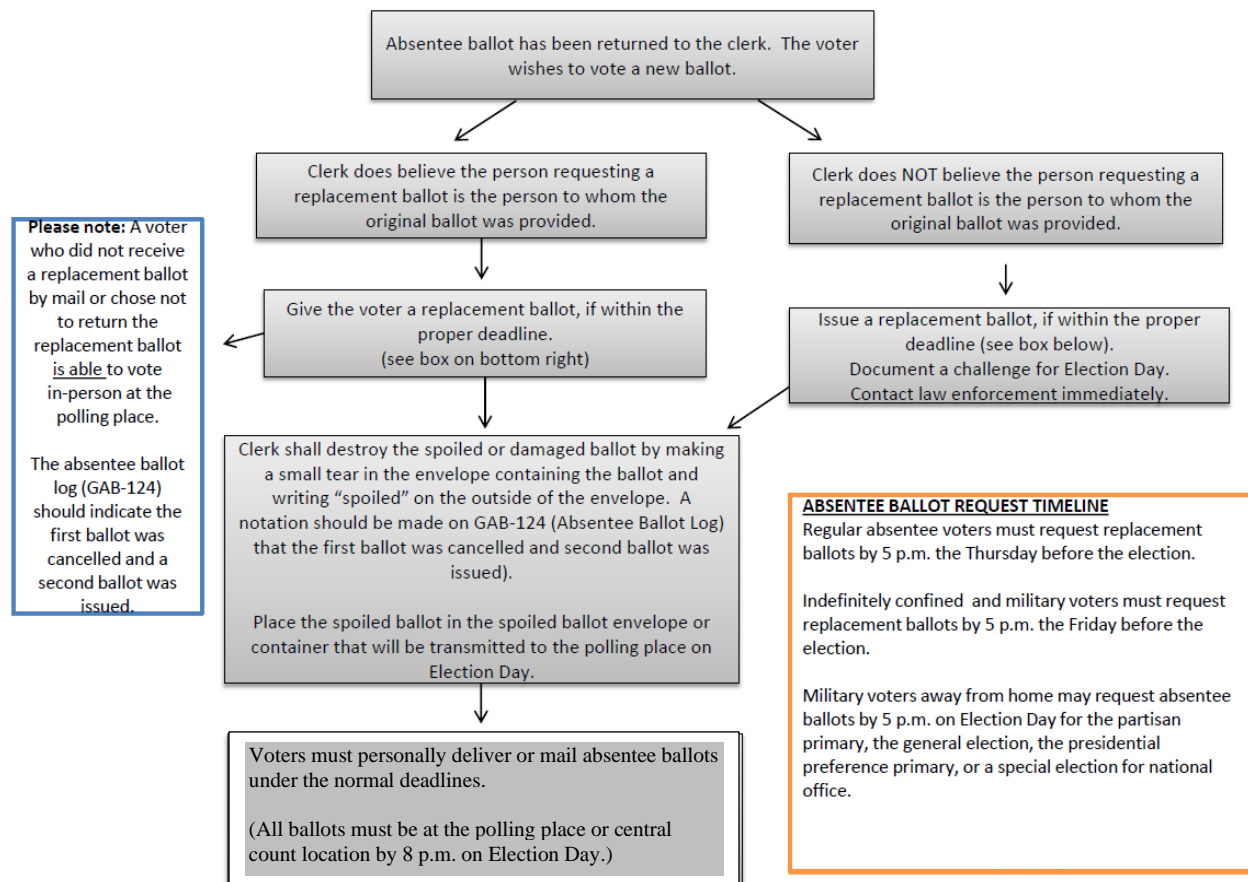 Absentee ballot has been returned to the clerk.  The voter
wishes to vote a new ballot.
Clerk does believe the person requesting a
replacement ballot is the person to whom the
original ballot was provided.
Clerk does NOT believe the person requesting a
replacement ballot is the person to whom the
original ballot was provided.
Please note: A voter
who did not receive
a replacement ballot
by mail or chose not
to return the
replacement ballot
is able to vote
in-person at the
polling place.
The absentee ballot
log (GAB-124)
should indicate the
first ballot was
cancelled and a
second ballot was
issued.
Give the voter a replacement ballot, if within the
proper deadline.
(see box on bottom right)
Issue a replacement ballot, if within the proper
deadline (see box below).
Document a challenge for Election Day.
Contact law enforcement immediately.
Clerk shall destroy the spoiled or damaged ballot by making
a small tear in the envelope containing the ballot and
writing “spoiled” on the outside of the envelope.  A
notation should be made on GAB-124 (Absentee Ballot Log)
that the first ballot was cancelled and second ballot was
issued).
Place the spoiled ballot in the spoiled ballot envelope or
container that will be transmitted to the polling place on
Election Day.
ABSENTEE BALLOT REQUEST TIMELINE
Regular absentee voters must request replacement
ballots by 5 p.m. the Thursday before the election.
Indefinitely confined  and military voters must request
replacement ballots by 5 p.m. the Friday before the
election.
Military voters away from home may request absentee
ballots by 5 p.m. on Election Day for the partisan
primary, the general election, the presidential
preference primary, or a special election for national
office.
Voters must personally deliver or mail absentee ballots
under the normal deadlines.
(All ballots must be at the polling place or central
count location by 8 p.m. on Election Day.)